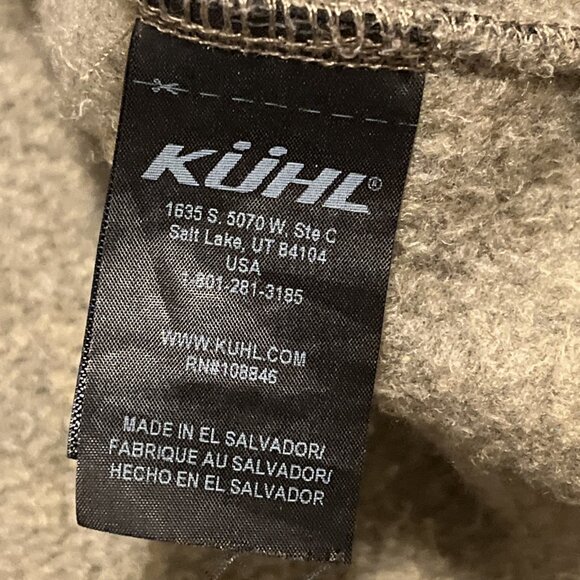 KÜHL®
1635 S. 5070 W, Ste C
Salt Lake, UT 84104
USA
1-801-281-3185
WWW.KUHL.COM
RN#108846
MADE IN EL SALVADOR/
FABRIQUE AU SALVADOR/
HECHO EN EL SALVADOR